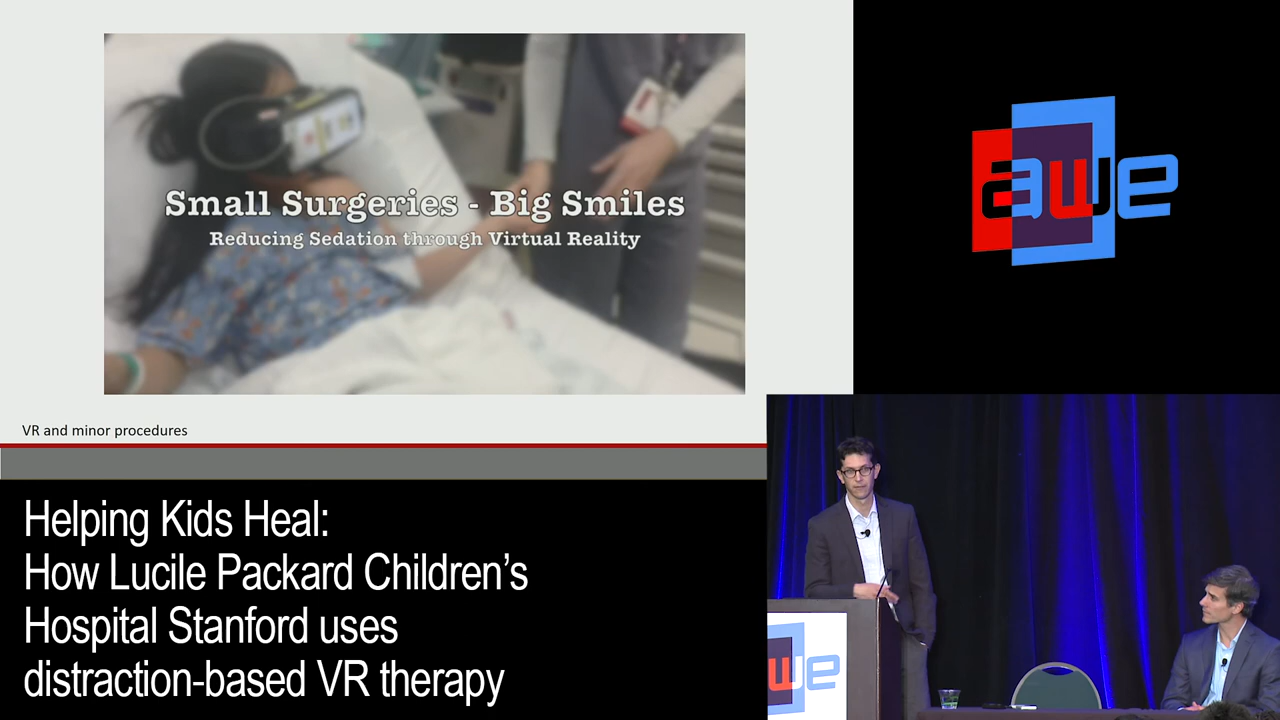 Small Surgeries - Big Smiles
Reducing Sedation through Virtual Reality
VR and minor procedures
Helping Kids Heal:
How Lucile Packard Children's
Hospital Stanford uses
distraction-based VR therapy
awe
we